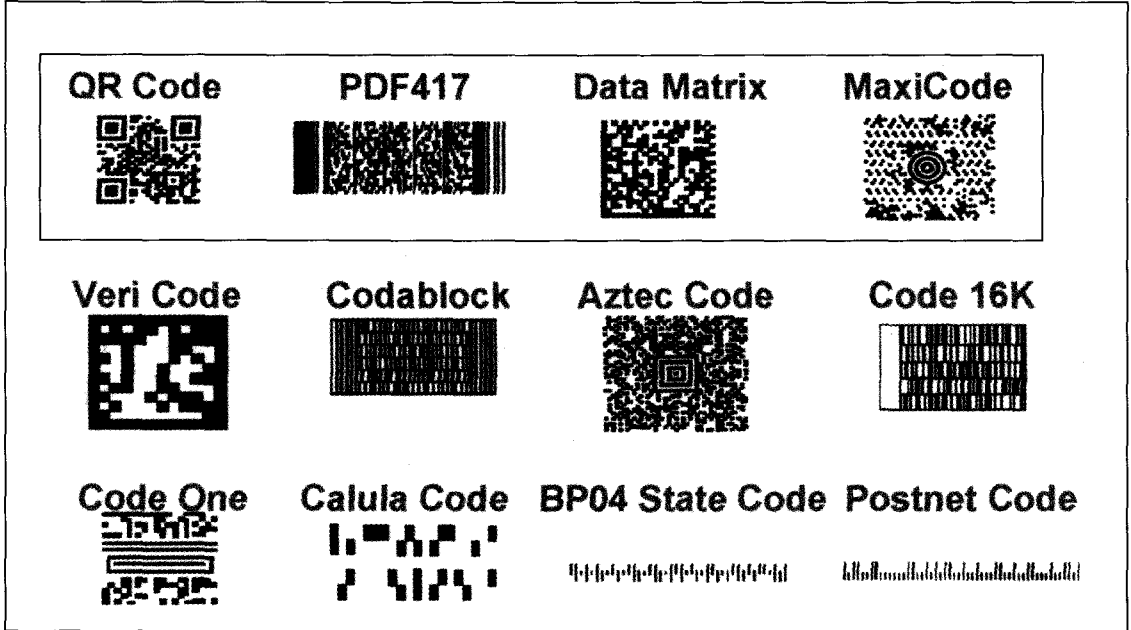 QR Code PDF417 Data Matrix MaxiCode
Veri Code Codablock Aztec Code Code 16K
Code One Calula Code BP04 State Code Postnet Code